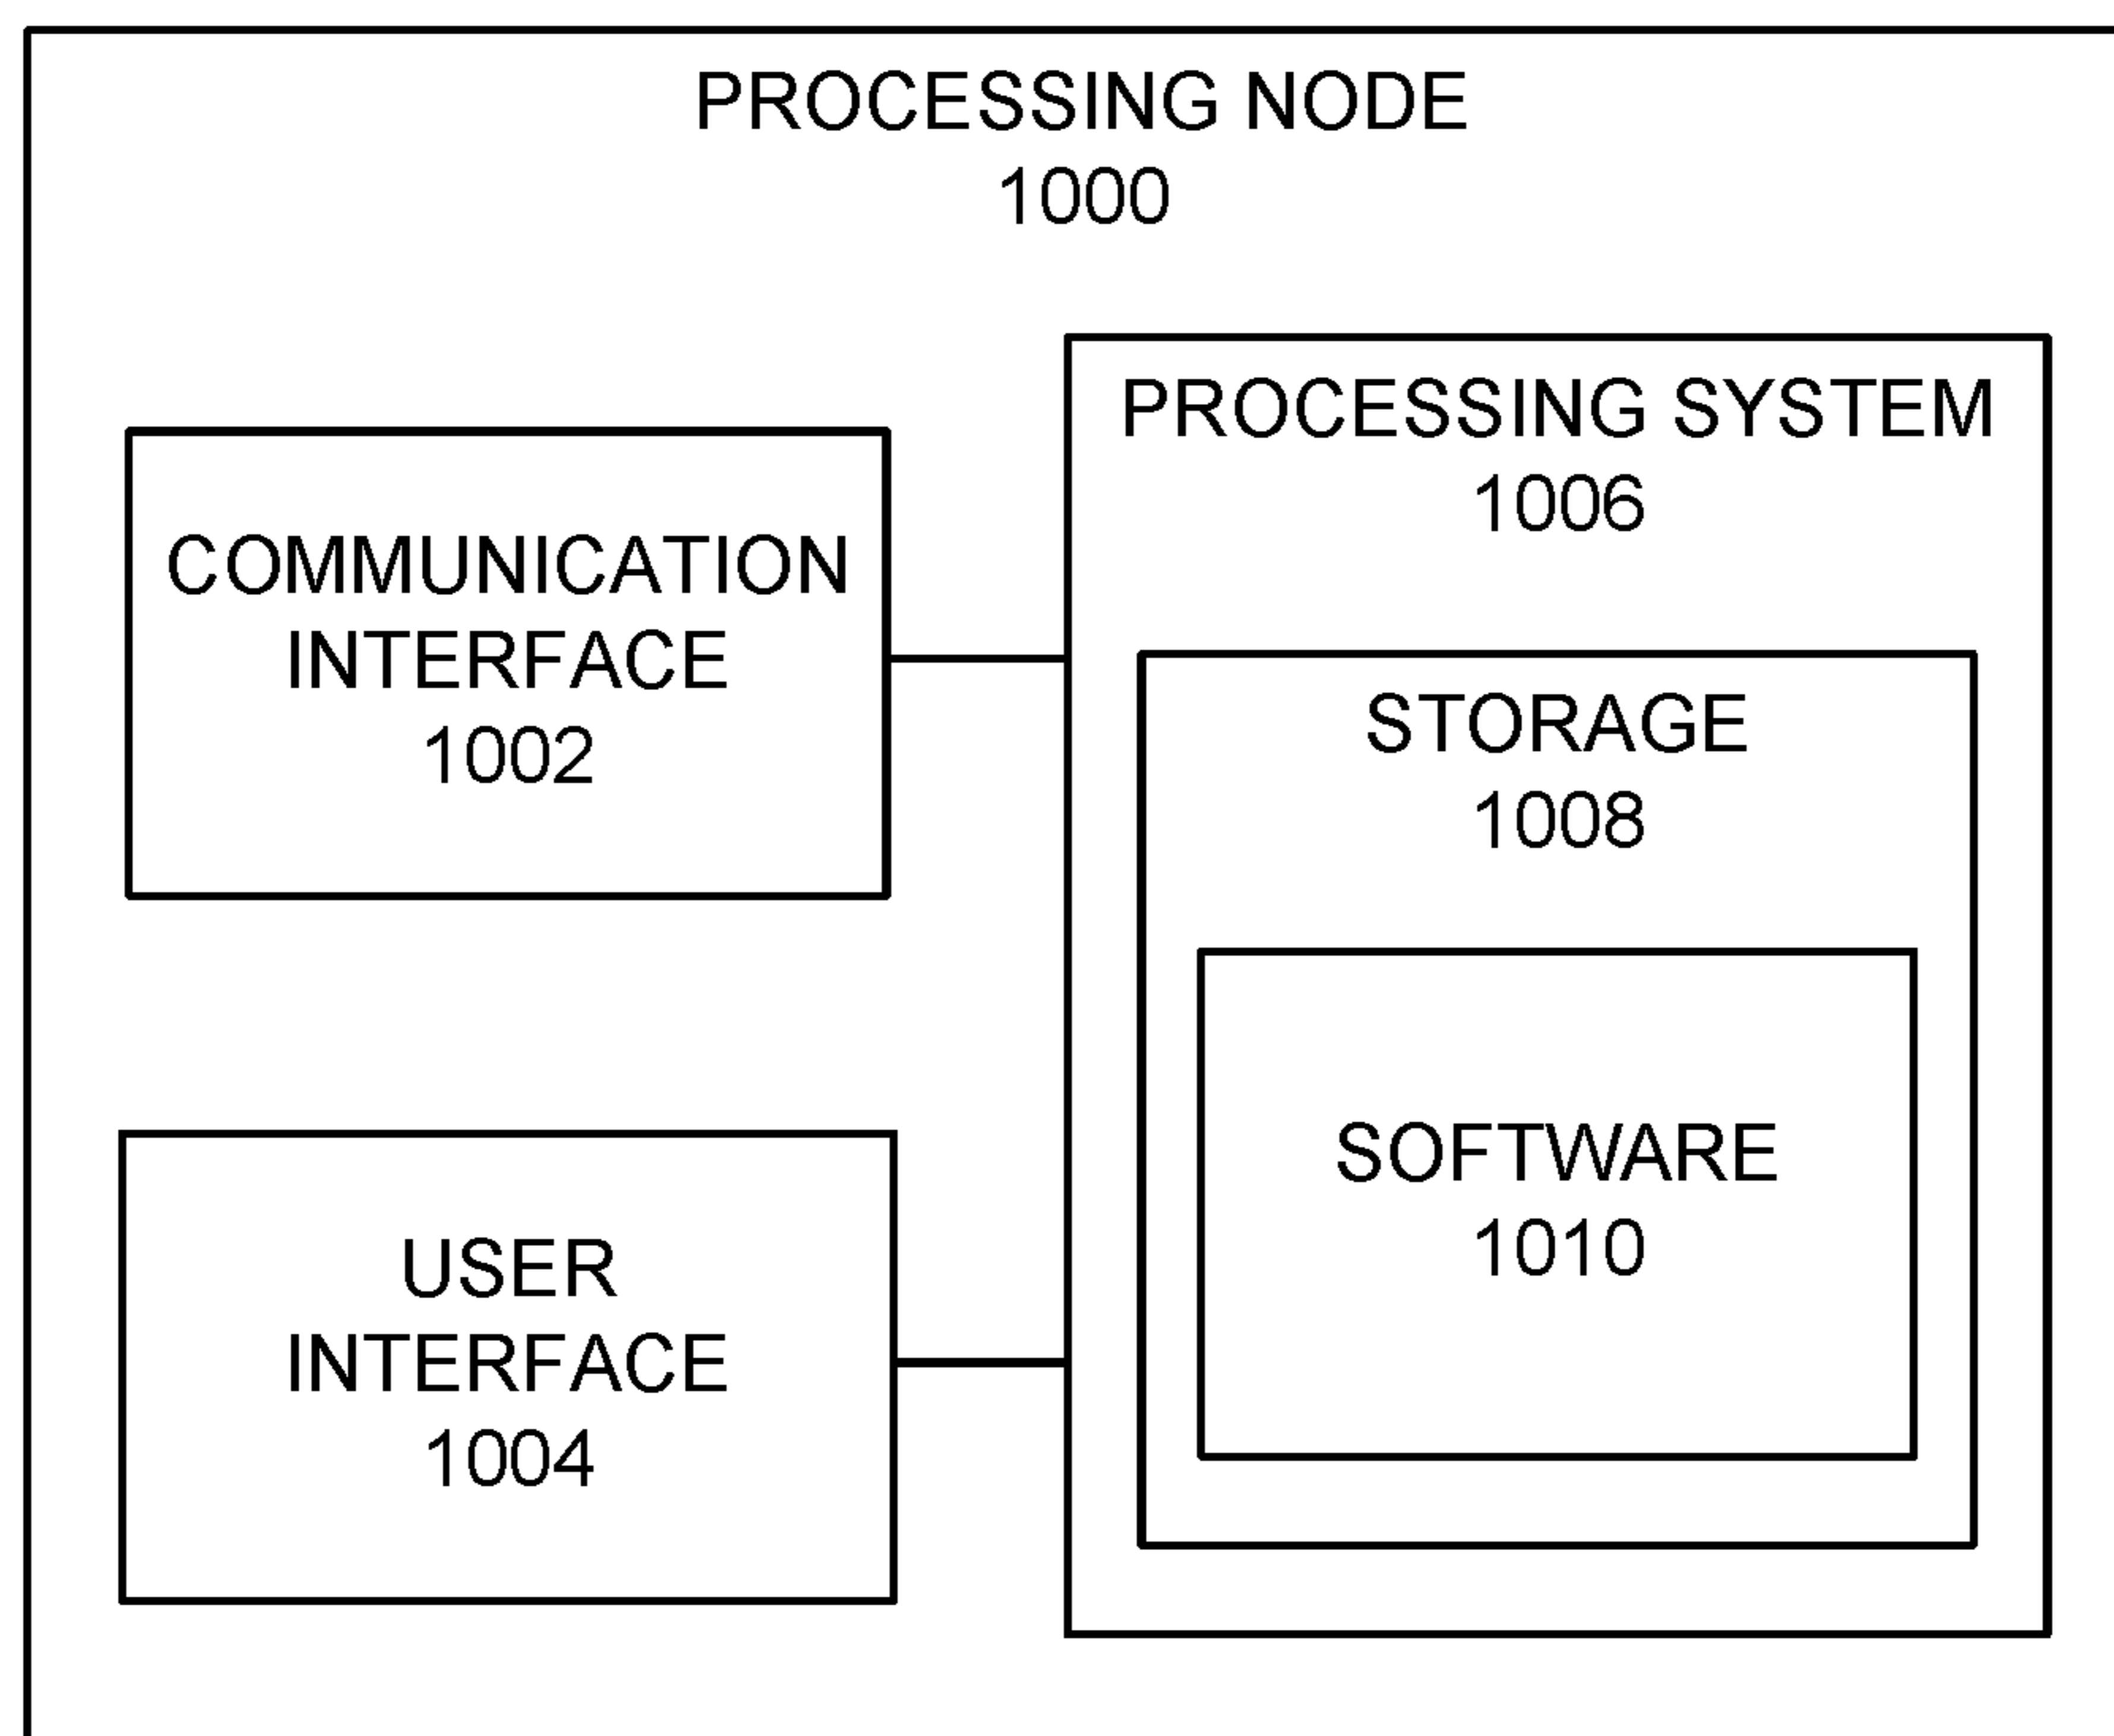 PROCESSING NODE
1000
PROCESSING SYSTEM
1006
COMMUNICATION
INTERFACE
1002
STORAGE
1008
SOFTWARE
1010
USER
INTERFACE
1004